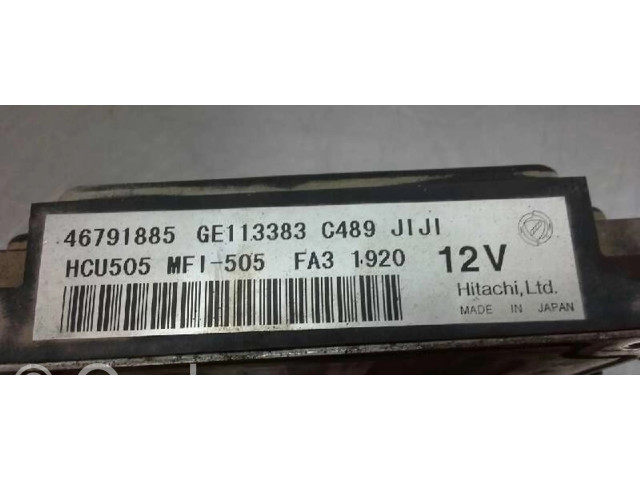 46791885 GE113383 C489 JIJI
HCU505 MFI-505 FA3 1920 12V
Hitachi, Ltd.
MADE IN JAPAN